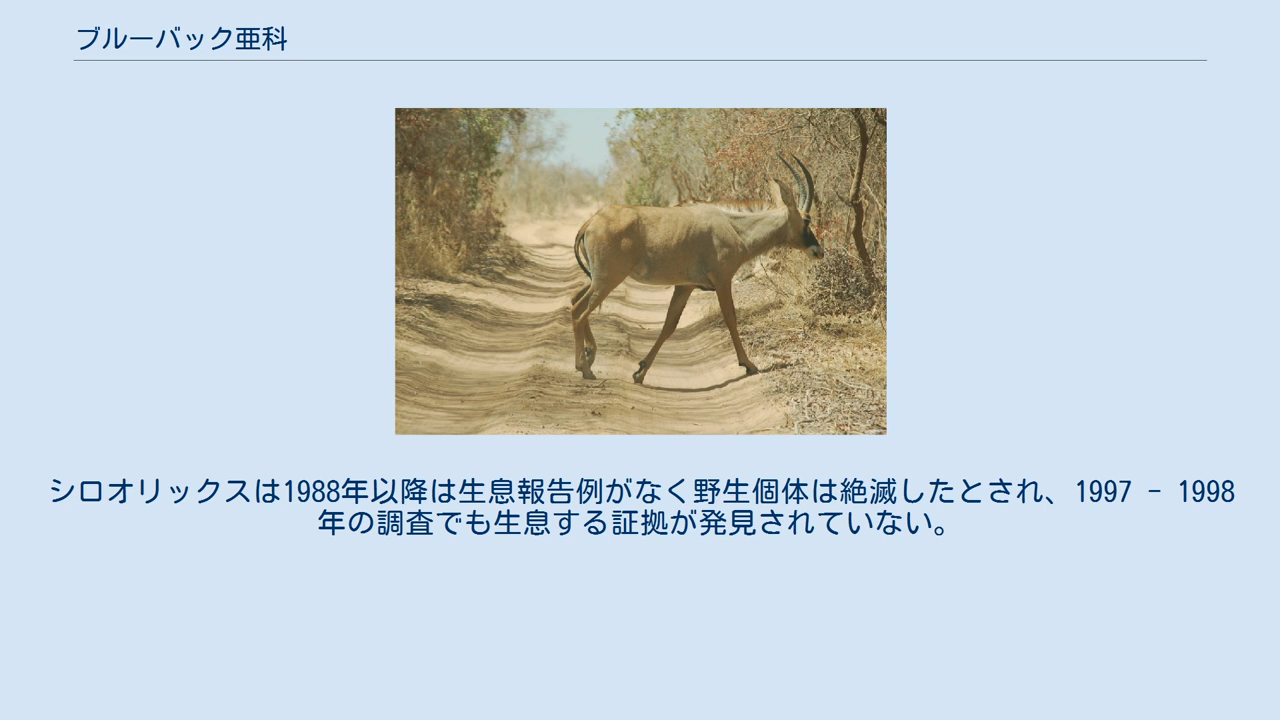 ブルーバック亜科
シロオリックスは1988年以降は生息報告例がなく野生個体は絶滅したとされ、1997 - 1998
年の調査でも生息する証拠が発見されていない。